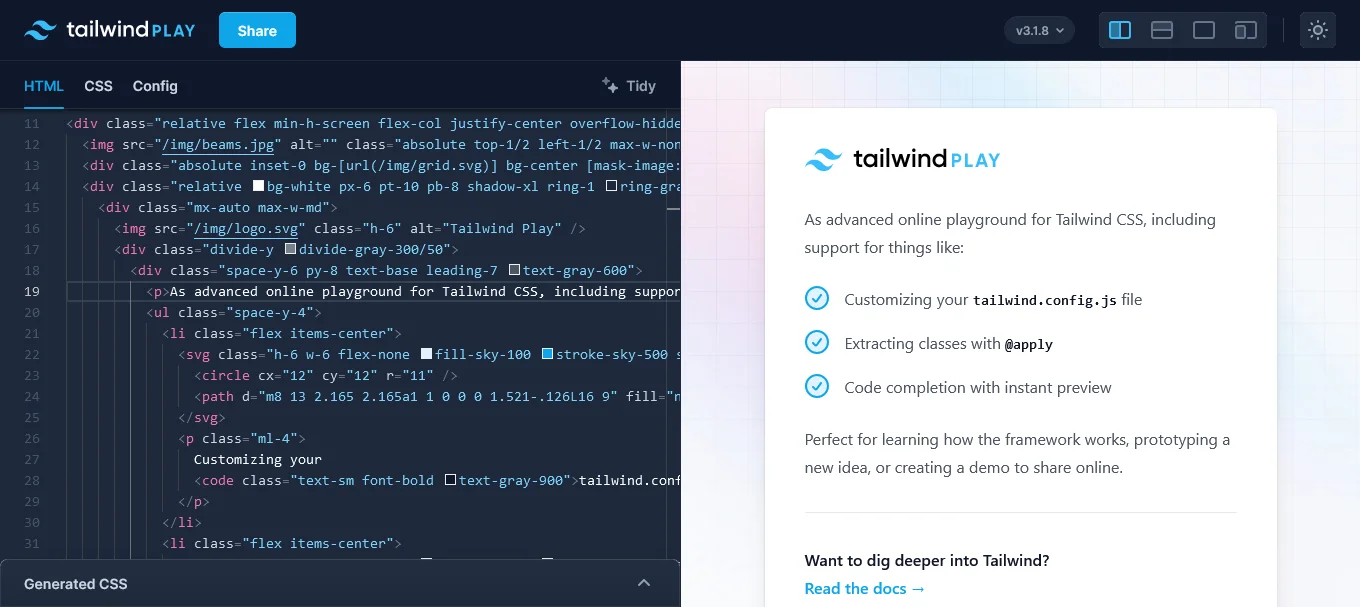 tailwind PLAY
Share
v3.1.8
HTML CSS Config
Tidy
11 <div class="relative flex min-h-screen flex-col justify-center overflow-hidde
12 <img src="/img/beams.jpg" alt="" class="absolute top-1/2 left-1/2 max-w-non
13 <div class="absolute inset-0 bg-[url(/img/grid.svg)] bg-center [mask-image:
14 <div class="relative bg-white px-6 pt-10 pb-8 shadow-xl ring-1 ring-gra
15 <div class="mx-auto max-w-md">
16 <img src="/img/logo.svg" class="h-6" alt="Tailwind Play" />
17 <div class="divide-y divide-gray-300/50">
18 <div class="space-y-6 py-8 text-base leading-7 text-gray-600">
19 <p>As advanced online playground for Tailwind CSS, including suppor
20 <ul class="space-y-4">
21 <li class="flex items-center">
22 <svg class="h-6 w-6 flex-none fill-sky-100 stroke-sky-500 s
23 <circle cx="12" cy="12" r="11" />
24 <path d="m8 13 2.165 2.165a1 1 0 0 0 1.521-.126L16 9" fill="n
25 </svg>
26 <p class="ml-4">
27 Customizing your
28 <code class="text-sm font-bold text-gray-900">tailwind.conf
29 </p>
30 </li>
31 <li class="flex items-center">
Generated CSS
tailwind PLAY
As advanced online playground for Tailwind CSS, including
support for things like:
Customizing your tailwind.config.js file
Extracting classes with @apply
Code completion with instant preview
Perfect for learning how the framework works, prototyping a
new idea, or creating a demo to share online.
Want to dig deeper into Tailwind?
Read the docs →